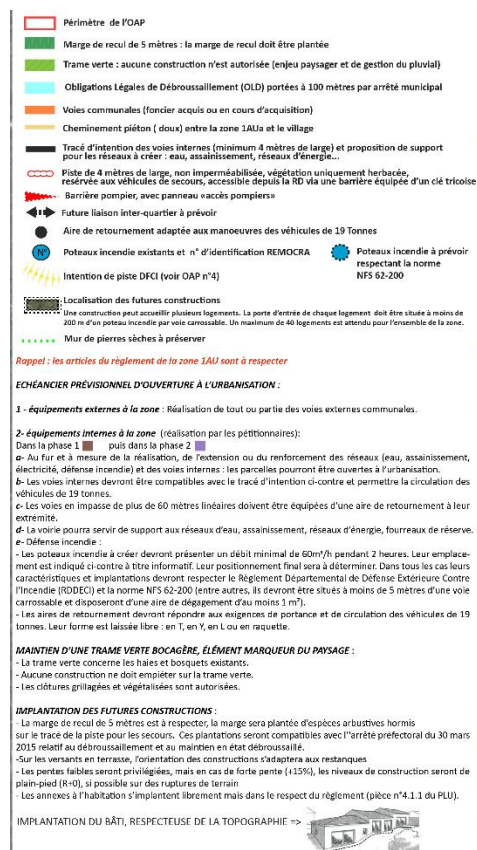 Périmètre de l'OAP
Marge de recul de 5 mètres : la marge de recul doit être plantée
Trame verte : aucune construction n'est autorisée (enjeu paysager et de gestion du pluvial)
Obligations Légales de Débroussaillement (OLD) portées à 100 mètres par arrêté municipal
Voies communales (foncier acquis ou en cours d'acquisition)
Cheminement piéton ( doux) entre la zone 1AUa et le village
Tracé d'intention des voies internes (minimum 4 mètres de large) et proposition de support
pour les réseaux à créer : eau, assainissement, réseaux d'énergie...
Piste de 4 mètres de large, non imperméabilisée, végétation uniquement herbacée,
resérvée aux véhicules de secours, accessible depuis la RD via une barrière équipée d'un clé tricoise
Barrière pompier, avec panneau «accès pompiers»
Future liaison inter-quartier à prévoir
Aire de retournement adaptée aux manoeuvres des véhicules de 19 Tonnes
N° Poteaux incendie existants et n° d'identification REMOCRA
Poteaux incendie à prévoir
respectant la norme
NFS 62-200
Intention de piste DFCI (voir OAP n°4)
Localisation des futures constructions
Une construction peut accueillir plusieurs logements. La porte d'entrée de chaque logement doit être située à moins de
200 m d'un poteau incendie par voie carrossable. Un maximum de 40 logements est attendu pour l'ensemble de la zone.
Mur de pierres sèches à préserver
Rappel : les articles du règlement de la zone 1AU sont à respecter
ECHÉANCIER PRÉVISIONNEL D'OUVERTURE À L'URBANISATION :
1 - équipements externes à la zone : Réalisation de tout ou partie des voies externes communales.
2- équipements internes à la zone (réalisation par les pétitionnaires):
Dans la phase 1 puis dans la phase 2
a- Au fur et à mesure de la réalisation, de l'extension ou du renforcement des réseaux (eau, assainissement,
électricité, défense incendie) et des voies internes : les parcelles pourront être ouvertes à l'urbanisation.
b- Les voies internes devront être compatibles avec le tracé d'intention ci-contre et permettre la circulation des
véhicules de 19 tonnes.
c- Les voies en impasse de plus de 60 mètres linéaires doivent être équipées d'une aire de retournement à leur
extrémité.
d- La voirie pourra servir de support aux réseaux d'eau, assainissement, réseaux d'énergie, fourreaux de réserve.
e- Défense incendie :
- Les poteaux incendie à créer devront présenter un débit minimal de 60m³/h pendant 2 heures. Leur emplace-
ment est indiqué ci-contre à titre informatif. Leur positionnement final sera à déterminer. Dans tous les cas leurs
caractéristiques et implantations devront respecter le Règlement Départemental de Défense Extérieure Contre
l'Incendie (RDDECI) et la norme NFS 62-200 (entre autres, ils devront être situés à moins de 5 mètres d'une voie
carrossable et disposeront d'une aire de dégagement d'au moins 1 m²).
- Les aires de retournement devront répondre aux exigences de portance et de circulation des véhicules de 19
tonnes. Leur forme est laissée libre : en T, en Y, en L ou en raquette.
MAINTIEN D'UNE TRAME VERTE BOCAGÈRE, ÉLÉMENT MARQUEUR DU PAYSAGE :
- La trame verte concerne les haies et bosquets existants.
- Aucune construction ne doit empiéter sur la trame verte.
- Les clôtures grillagées et végétalisées sont autorisées.
IMPLANTATION DES FUTURES CONSTRUCTIONS :
- La marge de recul de 5 mètres est à respecter, la marge sera plantée d'espèces arbustives hormis
sur le tracé de la piste pour les secours. Ces plantations seront compatibles avec l''arrêté préfectoral du 30 mars
2015 relatif au débroussaillement et au maintien en état débroussaillé.
-Sur les versants en terrasse, l'orientation des constructions s'adaptera aux restanques
- Les pentes faibles seront privilégiées, mais en cas de forte pente (+15%), les niveaux de construction seront de
plain-pied (R+0), si possible sur des ruptures de terrain
- Les annexes à l'habitation s'implantent librement mais dans le respect du règlement (pièce n°4.1.1 du PLU).
IMPLANTATION DU BÂTI, RESPECTEUSE DE LA TOPOGRAPHIE =>